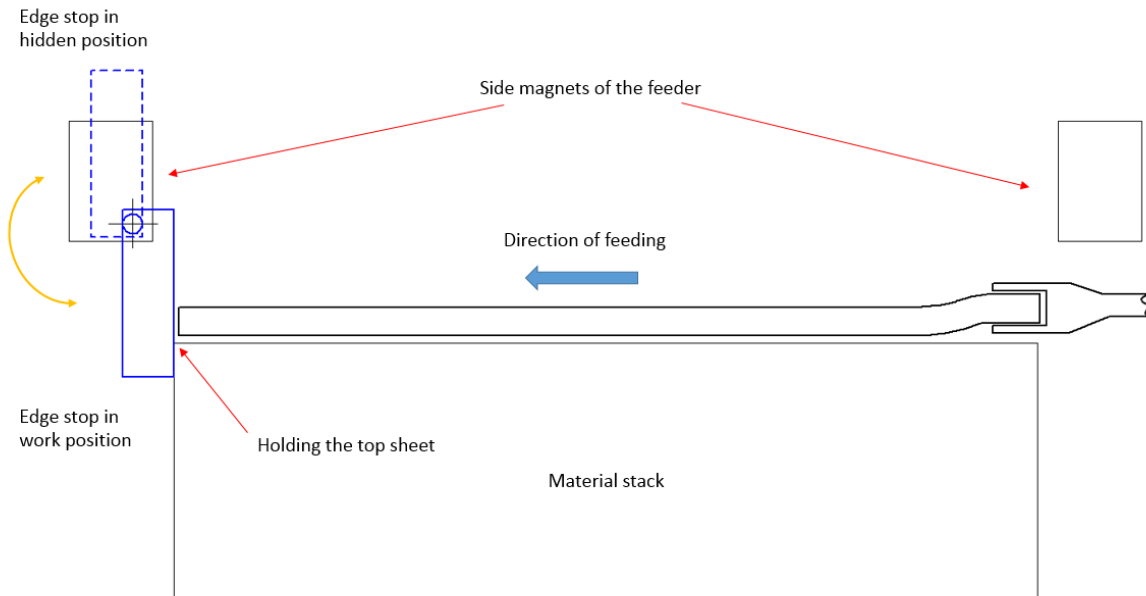 Edge stop in
hidden position
Side magnets of the feeder
Direction of feeding
Edge stop in
work position
Holding the top sheet
Material stack